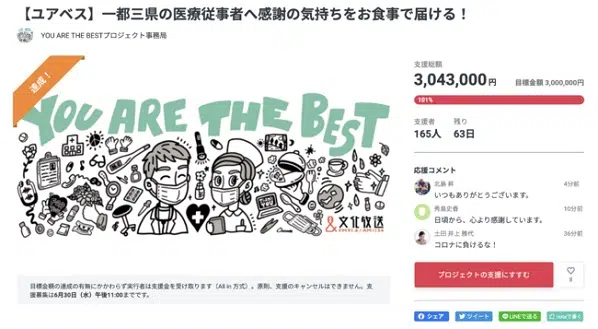 【ユアベス】一都三県の医療従事者へ感謝の気持ちをお食事で届ける！
YOU ARE THE BESTプロジェクト事務局
達成！
YOU ARE THE BEST
&文化放送
目標金額の達成の有無にかかわらず実行者は支援金を受け取ります（All in 方式）。原則、支援のキャンセルはできません。支
援募集は6月30日（水）午後11:00までです。
支援総額
3,043,000円
目標金額 3,000,000円
101%
支援者
残り
165人
63日
応援コメント
北島 昇
4分前
いつもありがとうございます。
秀島史香
10分前
日頃から、心より感謝しています。
土田 井上 雅代
36分前
コロナに負けるな！
プロジェクトの支援にすすむ
8
シェア
ツイート
LINEで送る
noteで書く